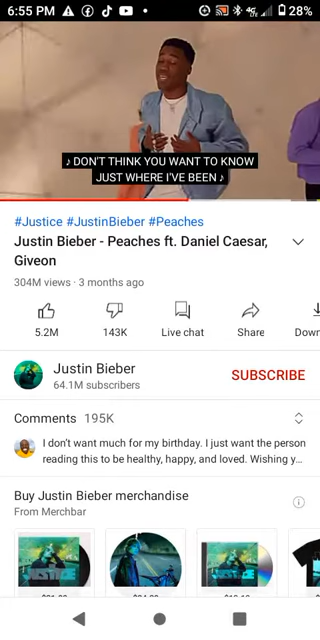 6:55 PM
28%
♪ DON'T THINK YOU WANT TO KNOW
JUST WHERE I'VE BEEN ♪
#Justice #JustinBieber #Peaches
Justin Bieber - Peaches ft. Daniel Caesar,
Giveon
304M views · 3 months ago
5.2M
143K
Live chat
Share
Down
Justin Bieber
64.1M subscribers
SUBSCRIBE
Comments 195K
I don't want much for my birthday. I just want the person
reading this to be healthy, happy, and loved. Wishing y...
Buy Justin Bieber merchandise
From Merchbar